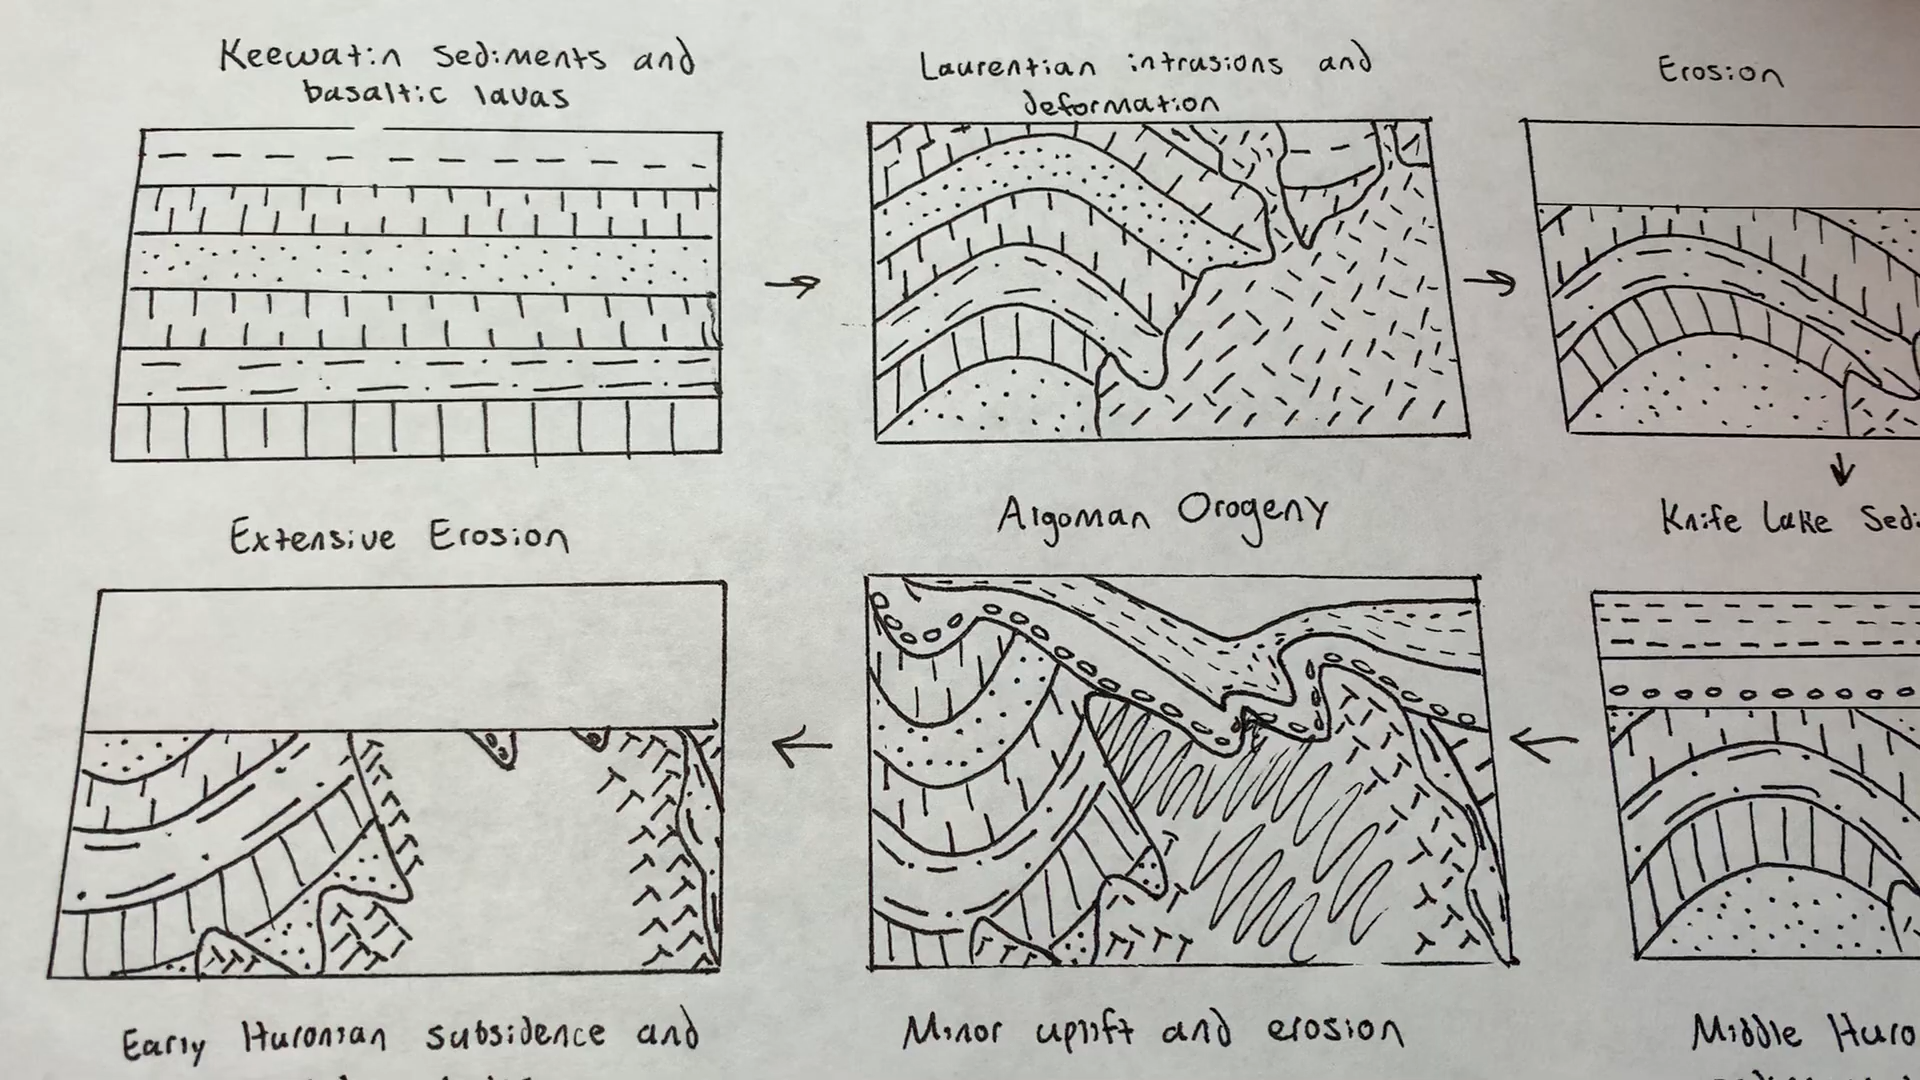 Keewatin Sediments and
basaltic lavas
Laurentian intrusions and
deformation
Erosion
Extensive Erosion
Algoman Orogeny
Knife Lake
Early Huronian subsidence and
Minor uplift and erosion
Middle